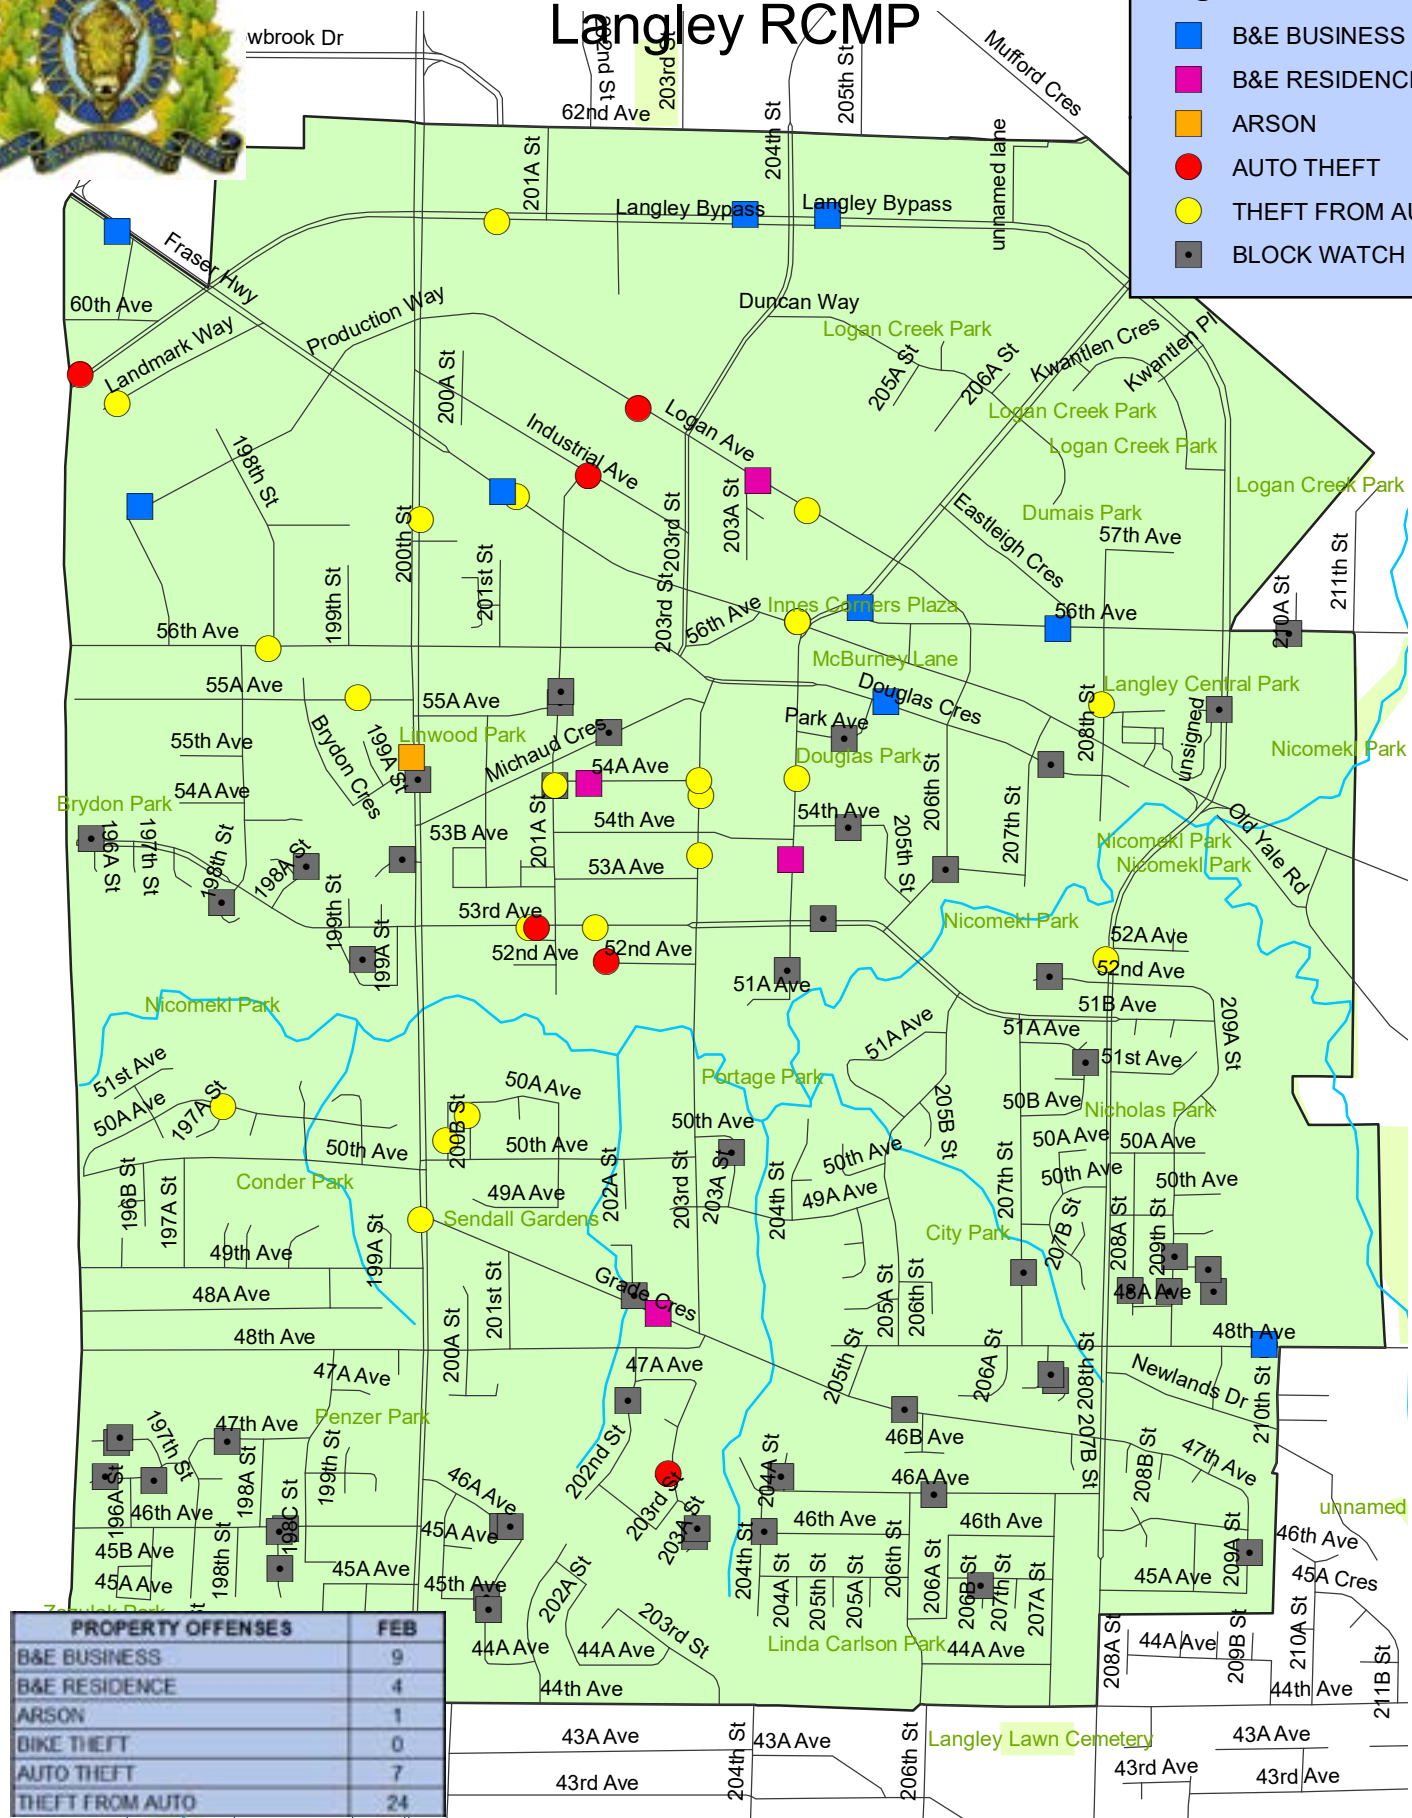 Langley RCMP
wbrook Dr
202nd St
203rd St
205th St
Mufford Cres
62nd Ave
B&E BUSINESS
B&E RESIDENCE
ARSON
AUTO THEFT
THEFT FROM AU
BLOCK WATCH
201A St
204th St
unnamed lane
Langley Bypass
Langley Bypass
Fraser Hwy
60th Ave
Landmark Way
Production Way
Duncan Way
Logan Creek Park
205A St
206A St
Kwantlen Cres
Kwantlen Pl
200A St
Logan Creek Park
Logan Ave
Industrial Ave
Logan Creek Park
198th St
Logan Creek Park
200th St
203rd St
203A St
Eastleigh Cres
Dumais Park
57th Ave
199th St
201st St
203rd St
56th Ave
Innes Corners Plaza
56th Ave
210A St
211th St
56th Ave
McBurney Lane
55A Ave
55A Ave
Douglas Cres
Langley Central Park
Brydon Cres
199A St
Linwood Park
Michaud Cres
Park Ave
Douglas Park
208th St
unsigned
Nicomekl Park
55th Ave
54A Ave
54A Ave
Brydon Park
196A St
197th St
198th St
198A St
53B Ave
201A St
54th Ave
54th Ave
205th St
206th St
207th St
Old Yale Rd
Nicomekl Park
Nicomekl Park
53A Ave
199th St
199A St
53rd Ave
52nd Ave
52nd Ave
Nicomekl Park
52A Ave
52nd Ave
51A Ave
51B Ave
Nicomekl Park
51A Ave
51A Ave
209A St
51st Ave
51st Ave
50A Ave
197A St
50A Ave
Portage Park
205B St
50B Ave
Nicholas Park
200B St
50th Ave
50th Ave
50th Ave
50th Ave
50A Ave
50A Ave
50th Ave
50th Ave
196B St
197A St
Conder Park
49A Ave
202A St
203rd St
203A St
204th St
49A Ave
207th St
207B St
208A St
209th St
Sendall Gardens
City Park
49th Ave
199A St
48A Ave
201st St
Grade Cres
205A St
206th St
48A Ave
48th Ave
200A St
48th Ave
47A Ave
47A Ave
205th St
206A St
208th St
Newlands Dr
210th St
Penzer Park
197th St
47th Ave
46B Ave
207B St
47th Ave
196A St
198A St
199th St
202nd St
204A St
46A Ave
208B St
46A Ave
203rd St
203A St
46th Ave
198C St
45A Ave
46th Ave
46th Ave
unnamed
46th Ave
45B Ave
198th St
204th St
206th St
209A St
45A Ave
45A Ave
45th Ave
202A St
204A St
205th St
205A St
206A St
206B St
207th St
207A St
45A Ave
45A Cres
203rd St
44A Ave
44A Ave
Linda Carlson Park
44A Ave
208A St
44A Ave
209B St
210A St
211B St
44th Ave
44th Ave
PROPERTY OFFENSES FEB
B&E BUSINESS 9
B&E RESIDENCE 4
ARSON 1
BIKE THEFT 0
AUTO THEFT 7
THEFT FROM AUTO 24
43A Ave
204th St
43A Ave
206th St
Langley Lawn Cemetery
43A Ave
43rd Ave
43rd Ave
43rd Ave